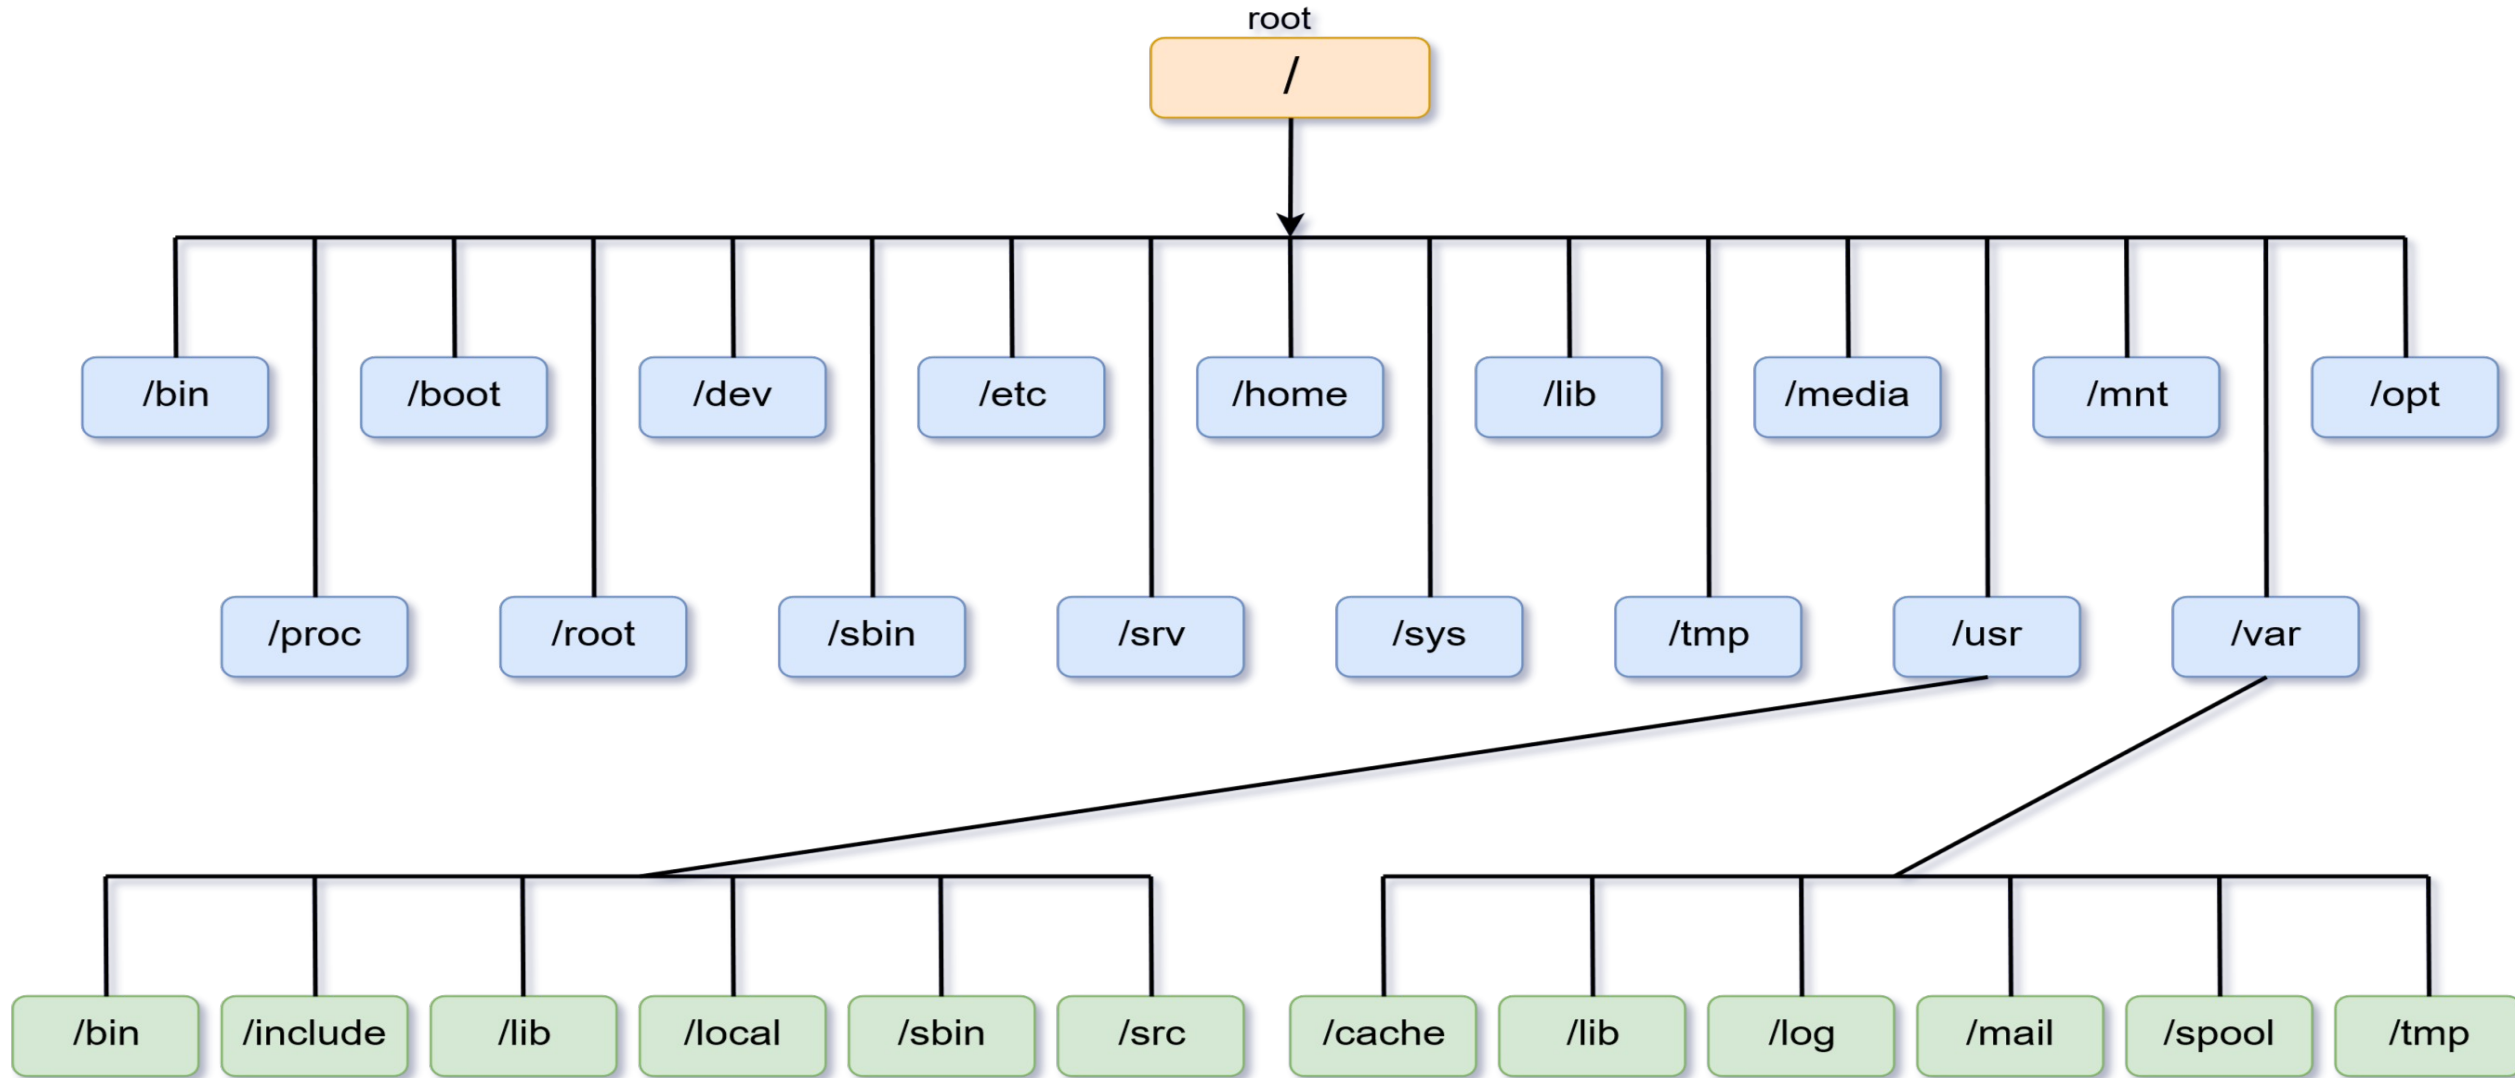 root
/
/bin
/boot
/dev
/etc
/home
/lib
/media
/mnt
/opt
/proc
/root
/sbin
/srv
/sys
/tmp
/usr
/var
/bin
/include
/lib
/local
/sbin
/src
/cache
/lib
/log
/mail
/spool
/tmp